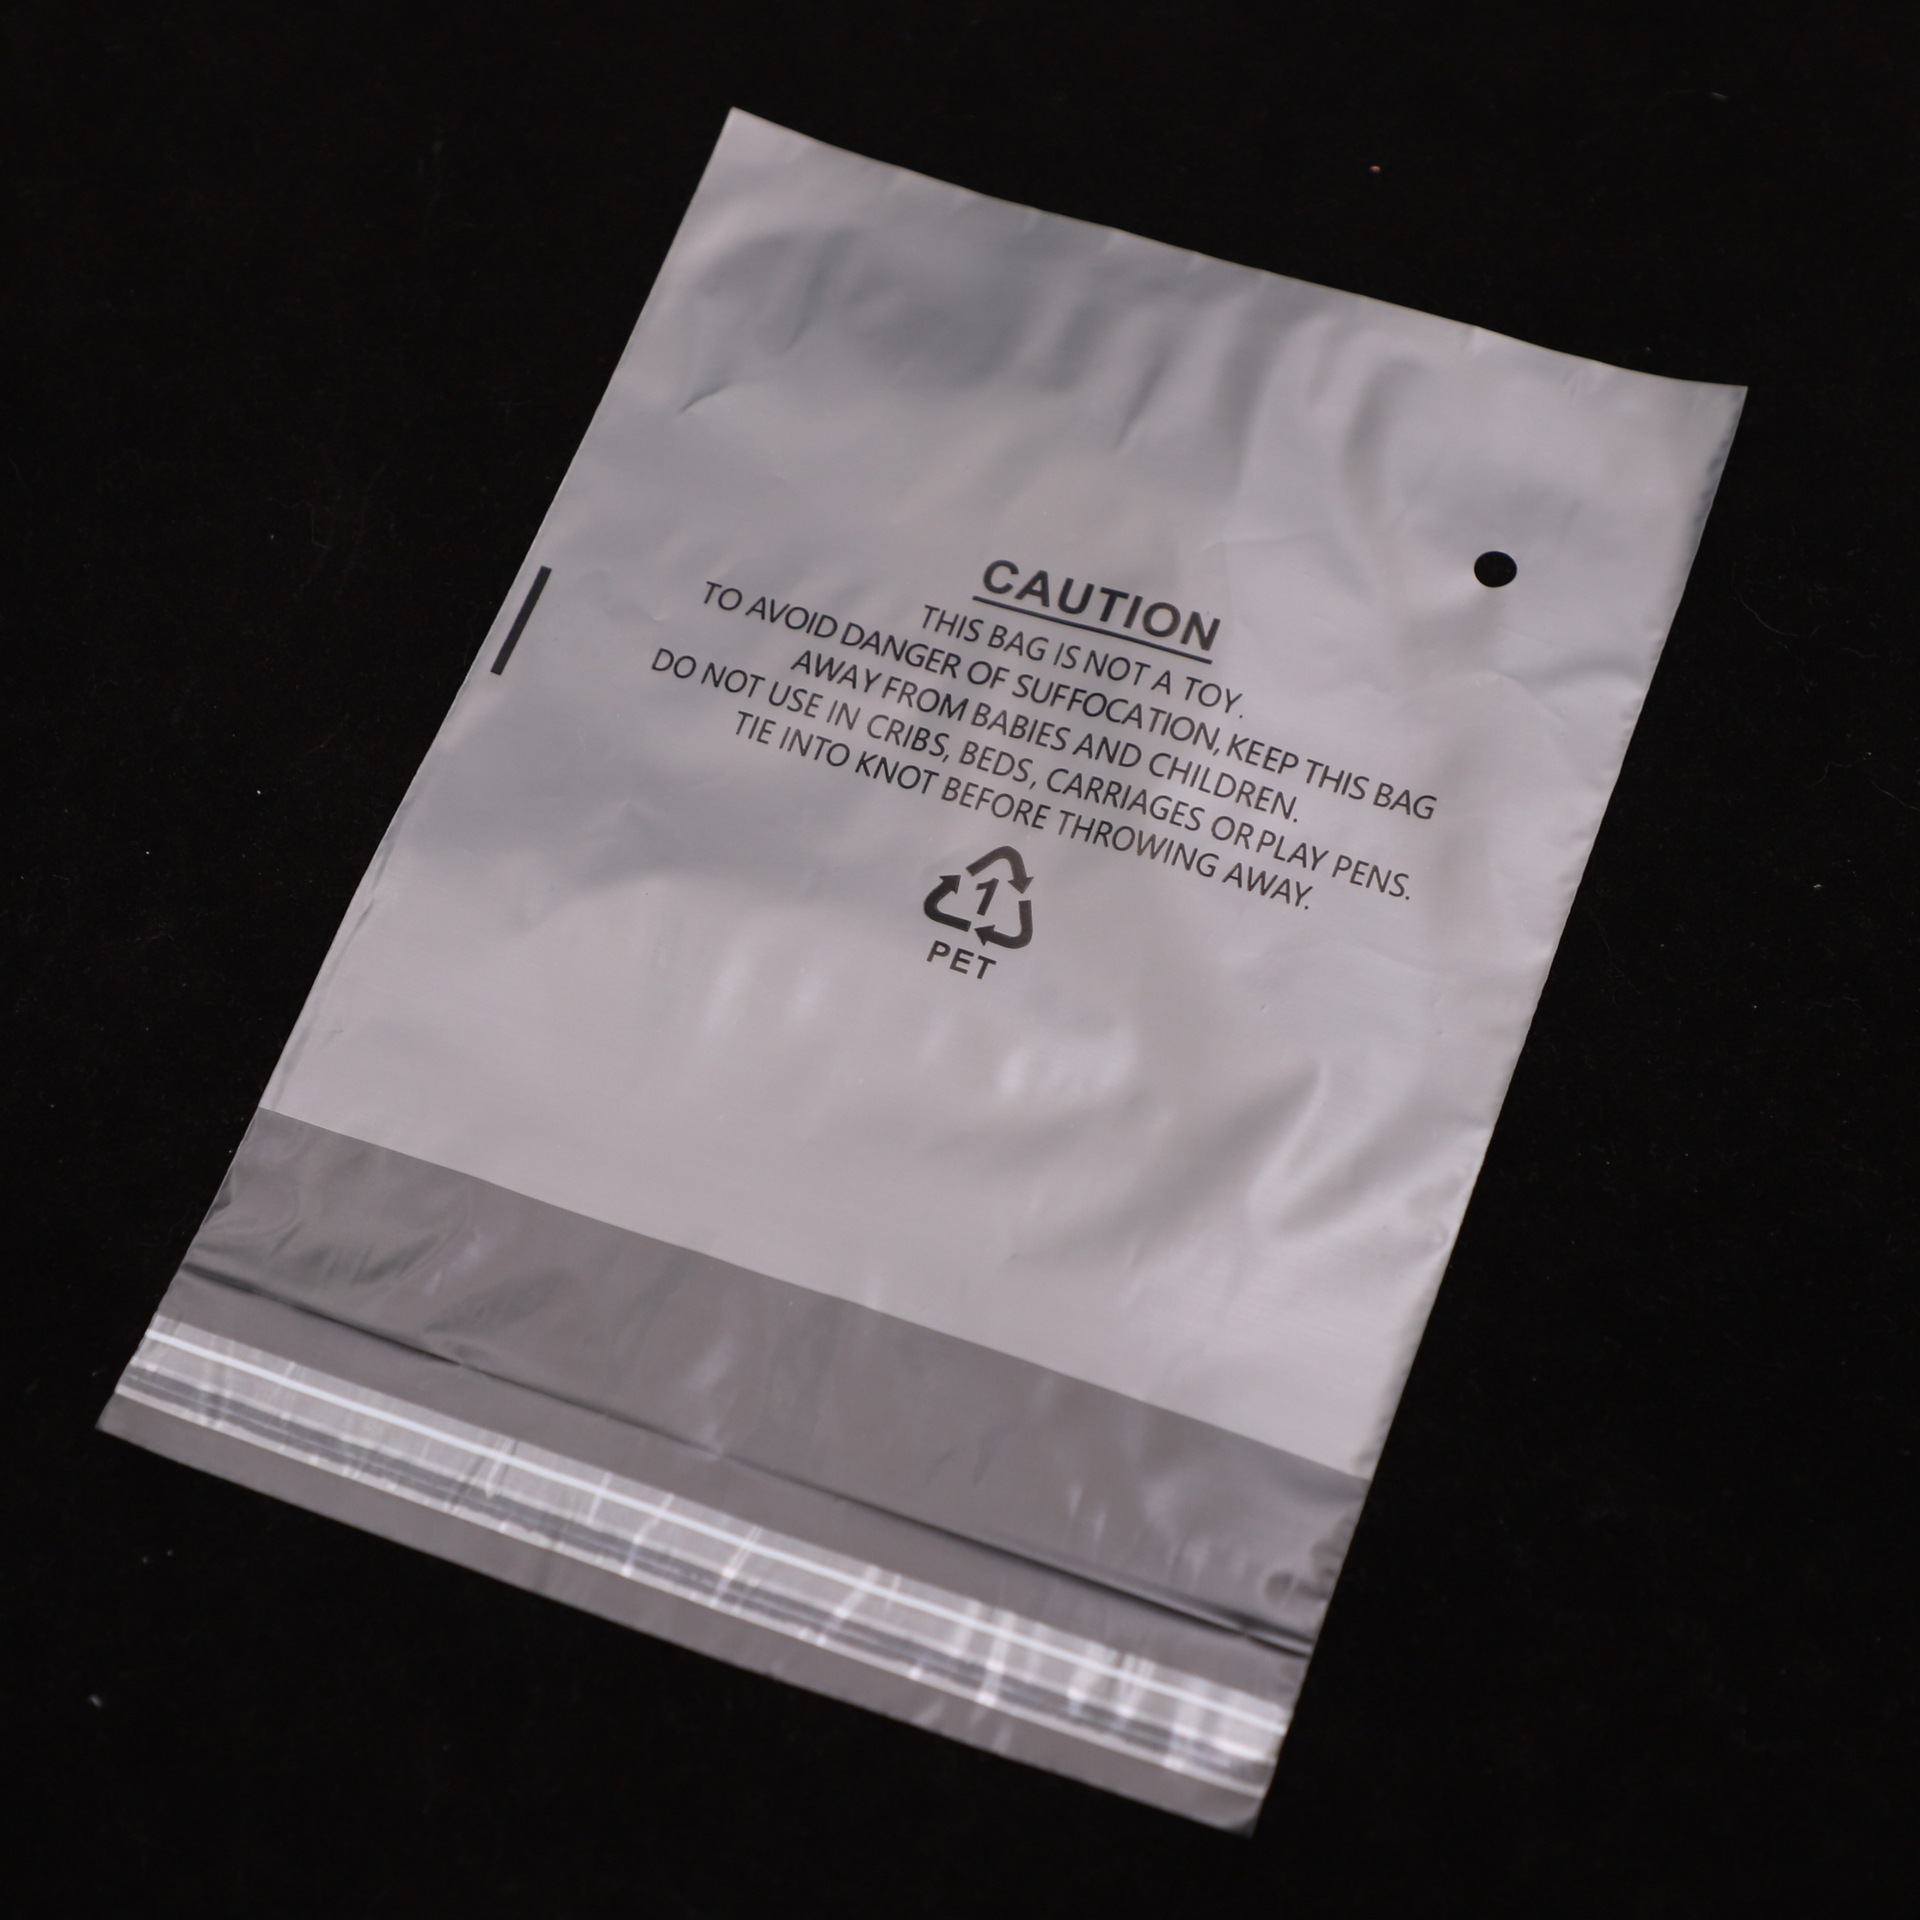 CAUTION
THIS BAG IS NOT A TOY.
TO AVOID DANGER OF SUFFOCATION, KEEP THIS BAG
AWAY FROM BABIES AND CHILDREN.
DO NOT USE IN CRIBS, BEDS, CARRIAGES OR PLAY PENS.
TIE INTO KNOT BEFORE THROWING AWAY.
1
PET